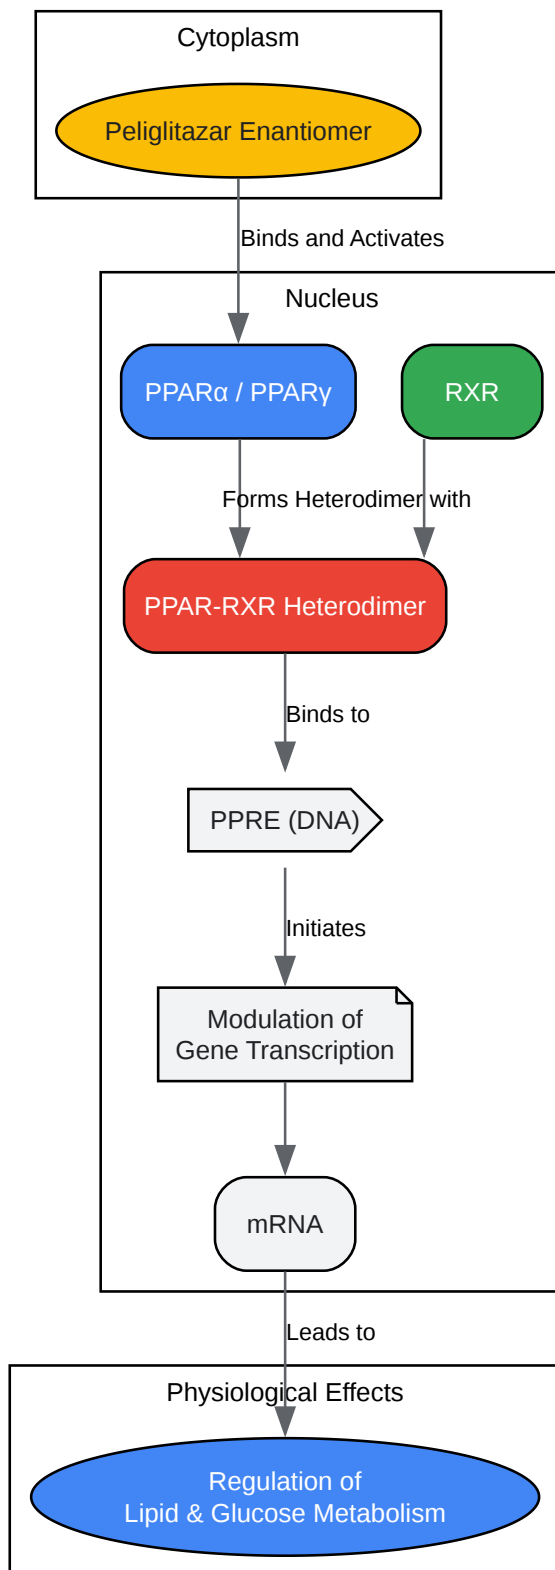 Cytoplasm
Peliglitazar Enantiomer
Binds and Activates
Nucleus
PPARα / PPARγ
RXR
Forms Heterodimer with
PPAR-RXR Heterodimer
Binds to
PPRE (DNA)
Initiates
Modulation of
Gene Transcription
mRNA
Leads to
Physiological Effects
Regulation of
Lipid & Glucose Metabolism